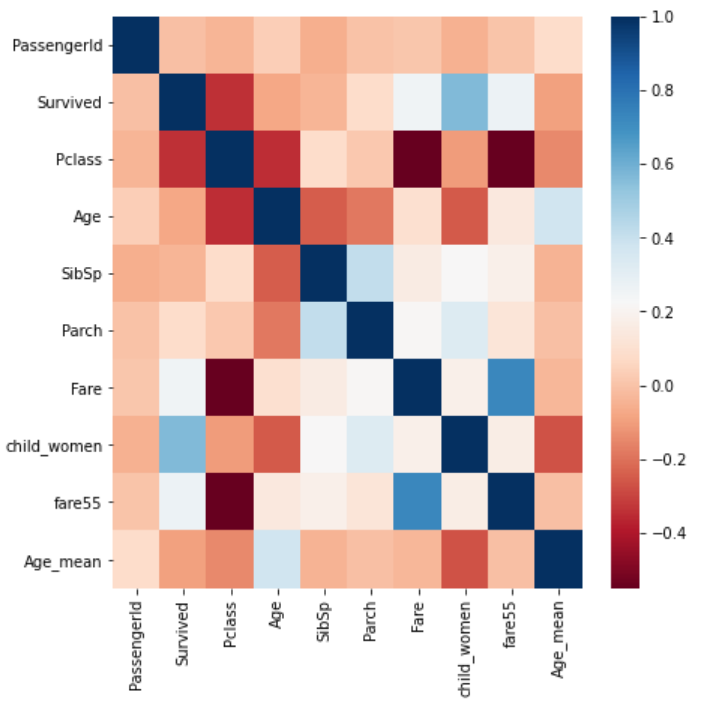 PassengerId
Survived
Pclass
Age
SibSp
Parch
Fare
child_women
fare55
Age_mean
PassengerId
Survived
Pclass
Age
SibSp
Parch
Fare
child_women
fare55
Age_mean
1.0
0.8
0.6
0.4
0.2
0.0
−0.2
−0.4